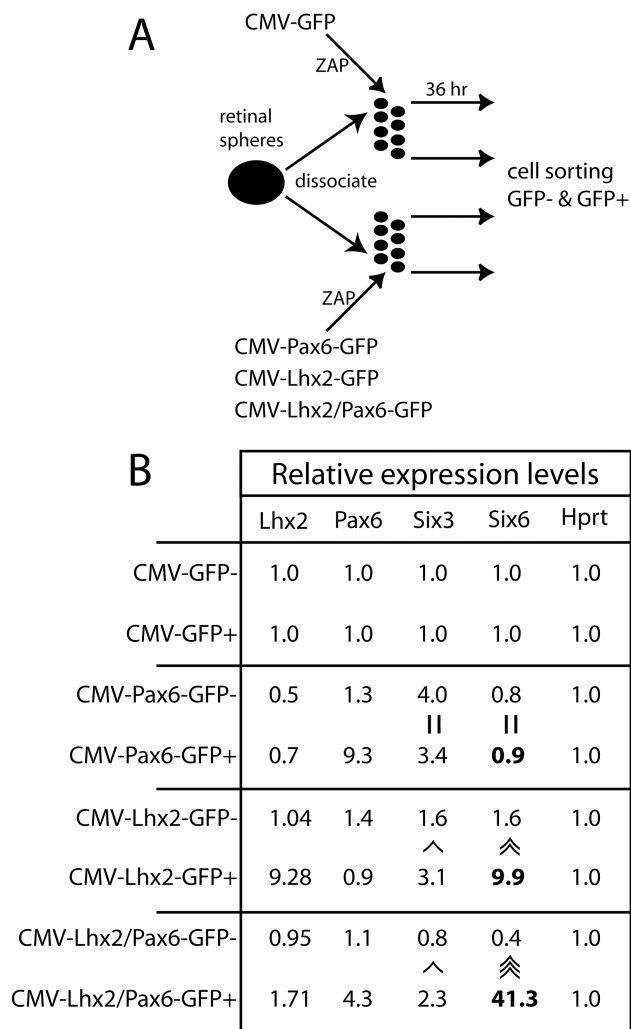 A
CMV-GFP
ZAP
36 hr
retinal
spheres
dissociate
cell sorting
GFP- & GFP+
ZAP
CMV-Pax6-GFP
CMV-Lhx2-GFP
CMV-Lhx2/Pax6-GFP
B
Relative expression levels
Lhx2 Pax6 Six3 Six6 Hprt
CMV-GFP- 1.0 1.0 1.0 1.0 1.0
CMV-GFP+ 1.0 1.0 1.0 1.0 1.0
CMV-Pax6-GFP- 0.5 1.3 4.0 0.8 1.0
CMV-Pax6-GFP+ 0.7 9.3 3.4 0.9 1.0
CMV-Lhx2-GFP- 1.04 1.4 1.6 1.6 1.0
CMV-Lhx2-GFP+ 9.28 0.9 3.1 9.9 1.0
CMV-Lhx2/Pax6-GFP- 0.95 1.1 0.8 0.4 1.0
CMV-Lhx2/Pax6-GFP+ 1.71 4.3 2.3 41.3 1.0